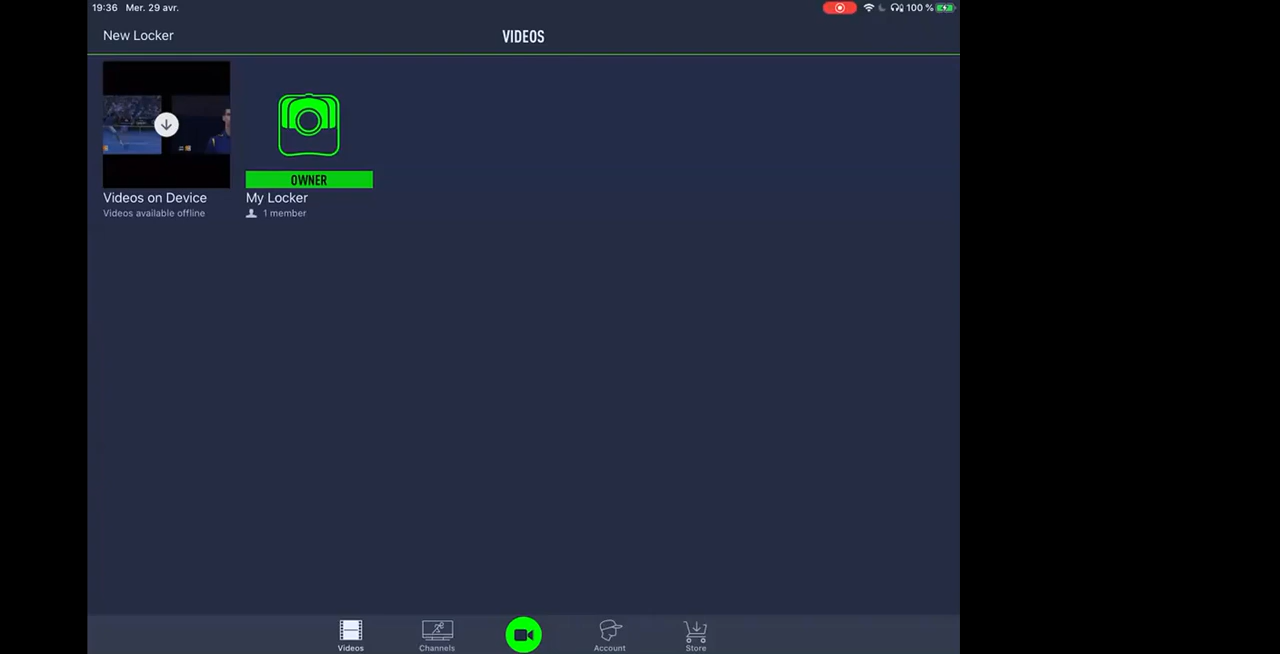 19:36 Mer. 29 avr. 100 %
New Locker VIDEOS
OWNER
Videos on Device My Locker
Videos available offline 1 member
Videos Channels Account Store